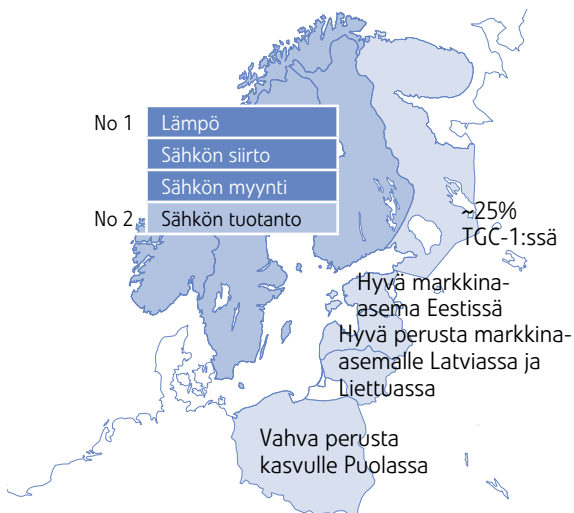 No 1 Lämpö
Sähkön siirto
Sähkön myynti
No 2 Sähkön tuotanto
~25%
TGC-1:ssä
Hyvä markkina-
asema Eestissä
Hyvä perusta markkina-
asemalle Latviassa ja
Liettuassa
Vahva perusta
kasvulle Puolassa